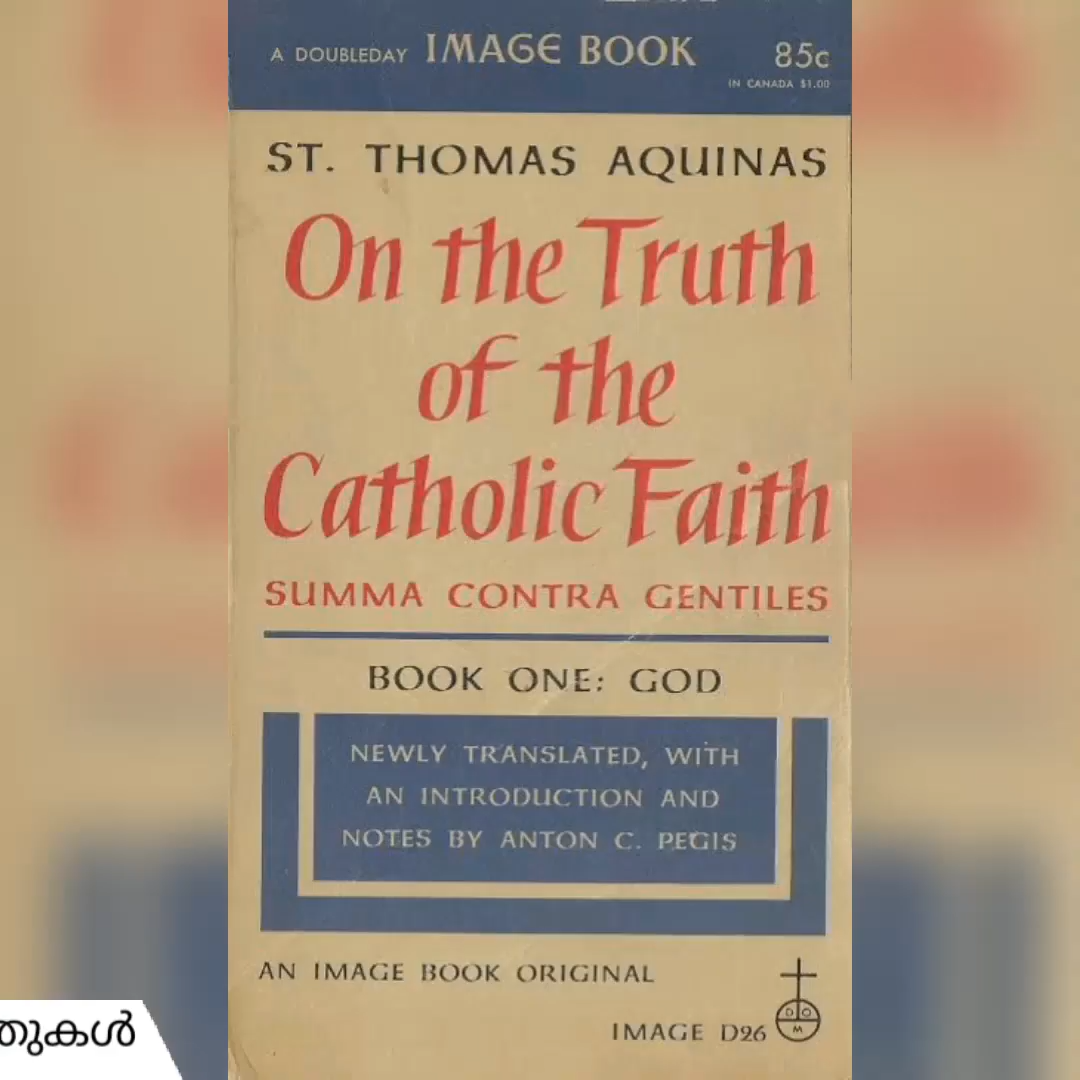 A DOUBLEDAY IMAGE BOOK 85c
IN CANADA $1.00
ST. THOMAS AQUINAS
On the Truth
of the
Catholic Faith
SUMMA CONTRA GENTILES
BOOK ONE: GOD
NEWLY TRANSLATED, WITH
AN INTRODUCTION AND
NOTES BY ANTON C. PEGIS
AN IMAGE BOOK ORIGINAL
IMAGE D26
D O
M